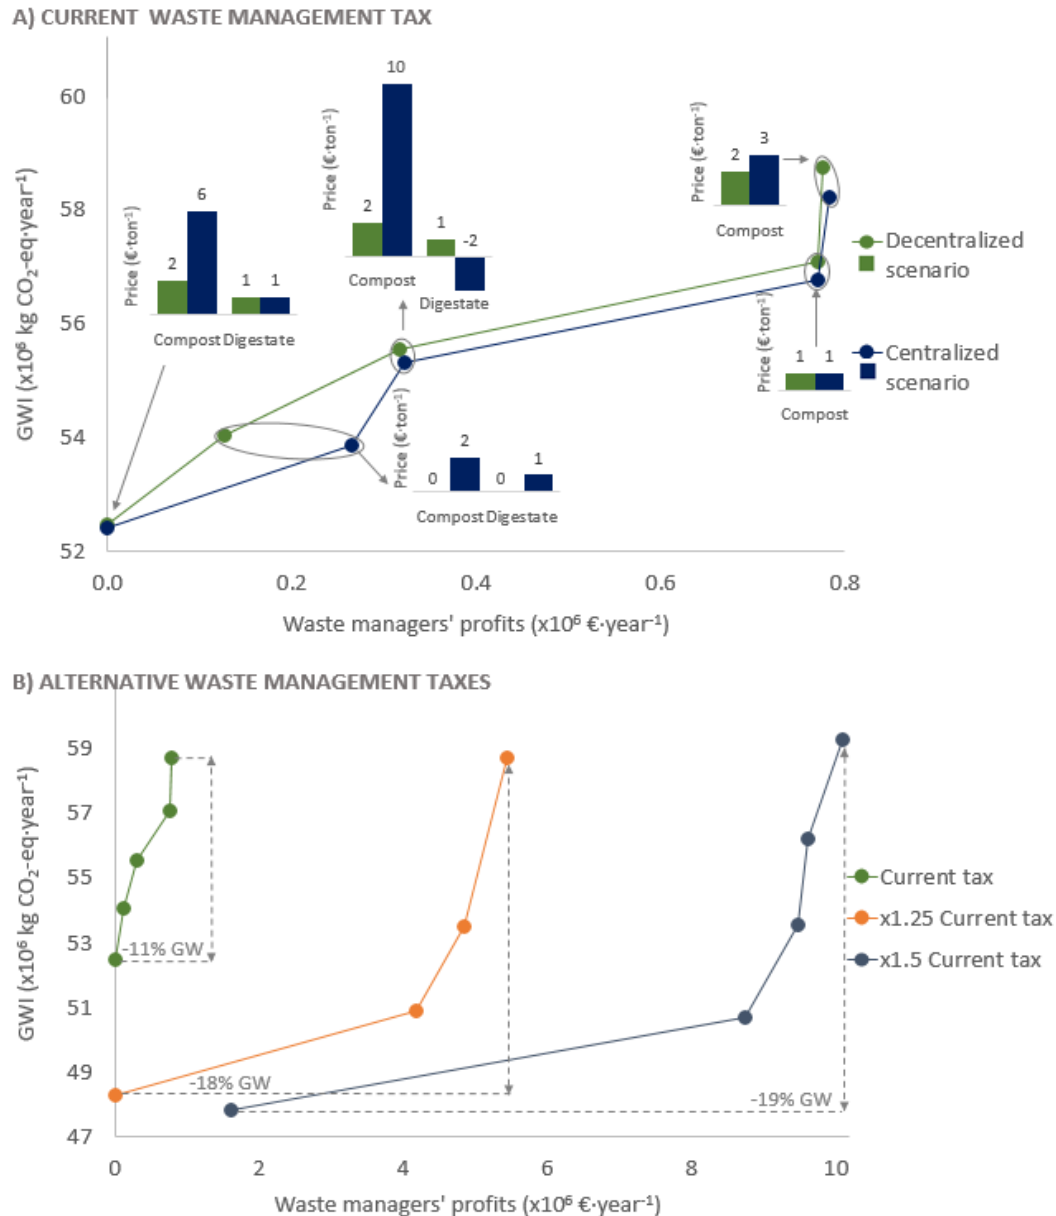 A) CURRENT WASTE MANAGEMENT TAX
GWI (x10⁶ kg CO₂-eq·year⁻¹)
60
58
56
54
52
0.0
0.2
0.4
0.6
0.8
Waste managers' profits (x10⁶ €·year⁻¹)
Price (€·ton⁻¹)
2
6
1
1
Compost
Digestate
Price (€·ton⁻¹)
2
10
1
-2
Compost
Digestate
Price (€·ton⁻¹)
0
2
0
1
Compost
Digestate
Price (€·ton⁻¹)
2
3
Compost
Price (€·ton⁻¹)
1
1
Compost
Decentralized
scenario
Centralized
scenario
B) ALTERNATIVE WASTE MANAGEMENT TAXES
GWI (x10⁶ kg CO₂-eq·year⁻¹)
59
57
55
53
51
49
47
-11% GW
-18% GW
-19% GW
0
2
4
6
8
10
Waste managers' profits (x10⁶ €·year⁻¹)
Current tax
x1.25 Current tax
x1.5 Current tax